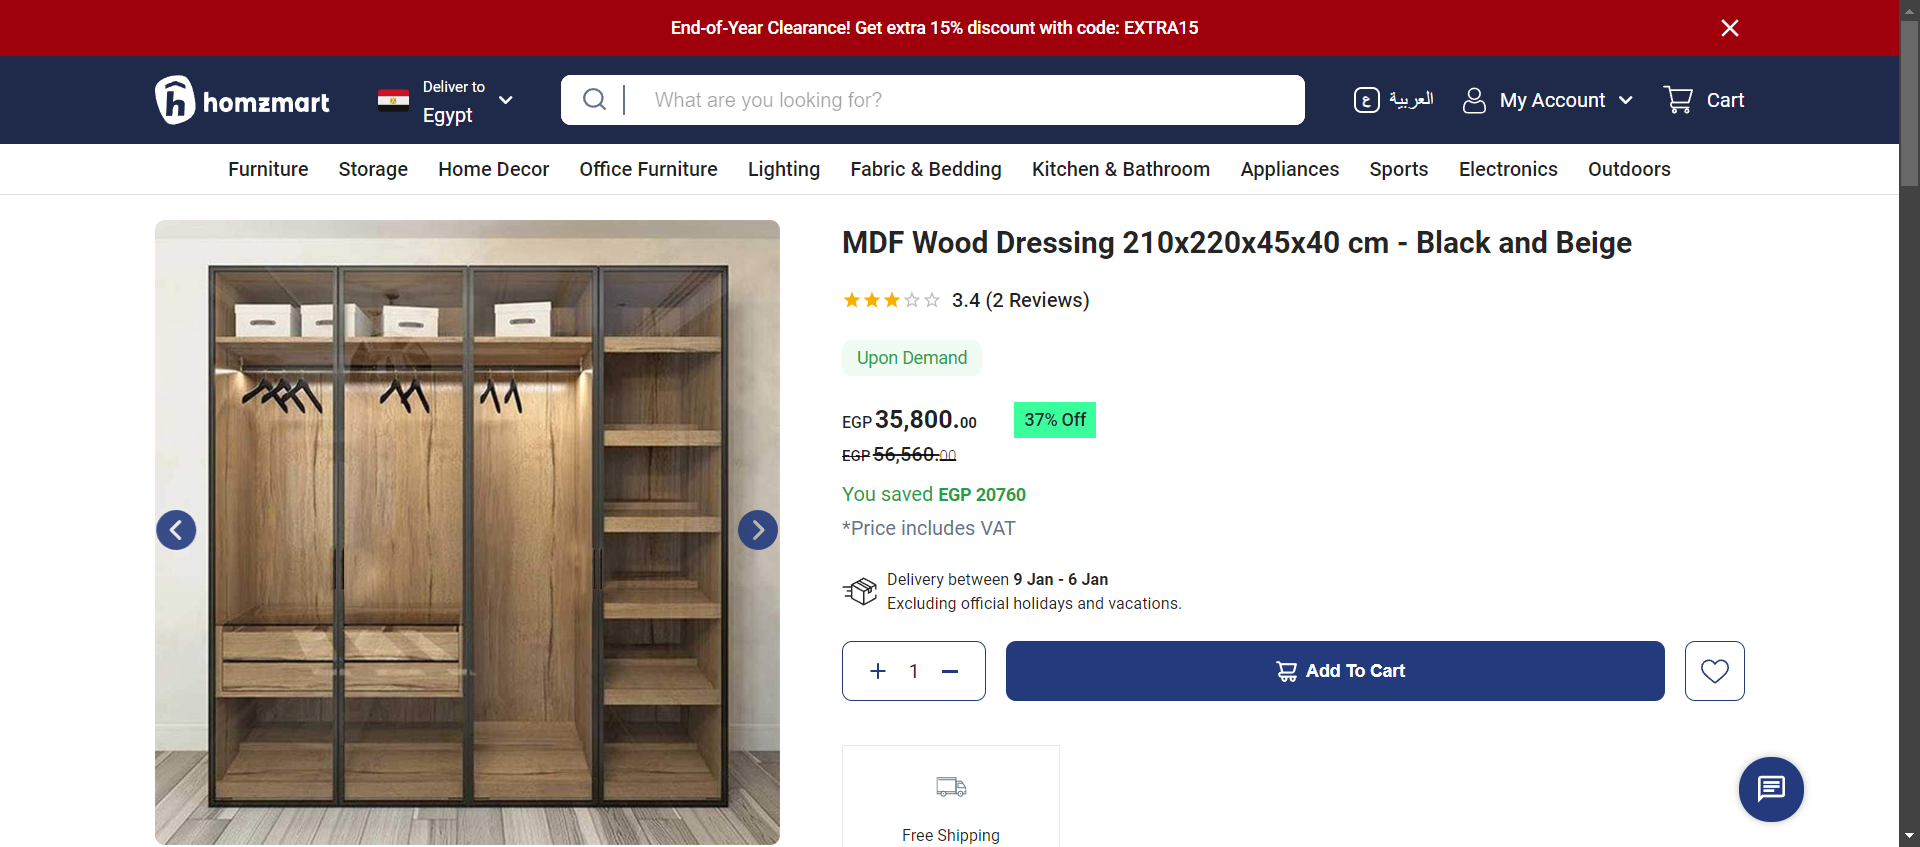 End-of-Year Clearance! Get extra 15% discount with code: EXTRA15
homzmart
Deliver to
Egypt
What are you looking for?
ع العربية
My Account
Cart
Furniture Storage Home Decor Office Furniture Lighting Fabric & Bedding Kitchen & Bathroom Appliances Sports Electronics Outdoors
MDF Wood Dressing 210x220x45x40 cm - Black and Beige
3.4 (2 Reviews)
Upon Demand
EGP 35,800.00 37% Off
EGP 56,560.00
You saved EGP 20760
*Price includes VAT
Delivery between 9 Jan - 6 Jan
Excluding official holidays and vacations.
+ 1 −
Add To Cart
Free Shipping